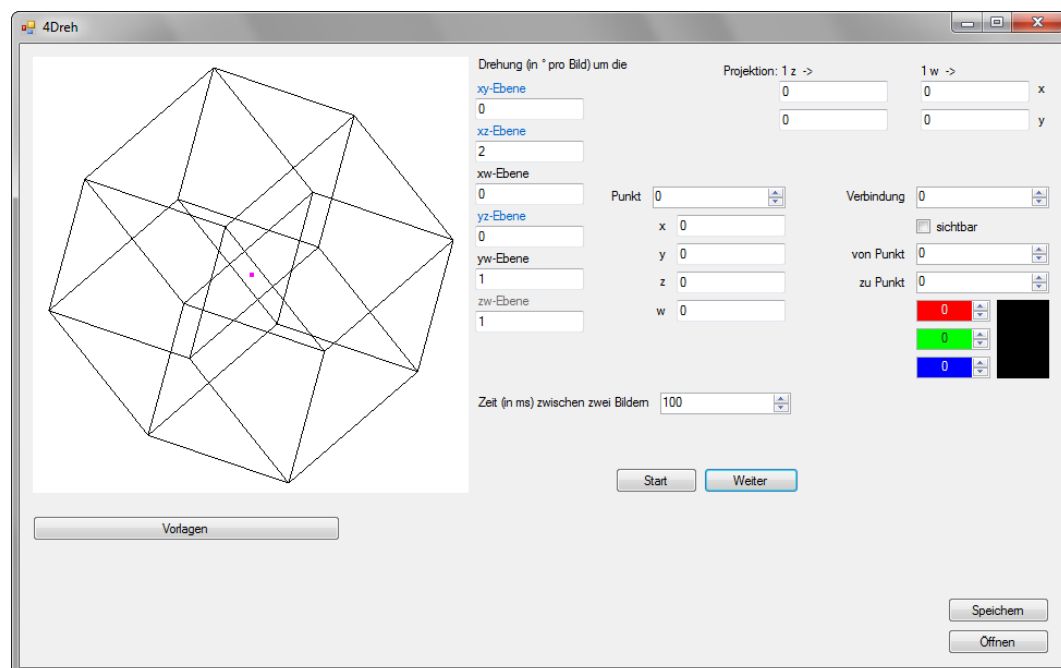 4Dreh
Drehung (in ° pro Bild) um die
Projektion: 1 z -> 1 w ->
xy-Ebene
0
0 0 x
0 0 y
xz-Ebene
2
xw-Ebene
0
yz-Ebene
0
yw-Ebene
1
zw-Ebene
1
Punkt 0
x 0
y 0
z 0
w 0
Verbindung 0
sichtbar
von Punkt 0
zu Punkt 0
0
0
0
Zeit (in ms) zwischen zwei Bildern 100
Start Weiter
Vorlagen
Speichern
Öffnen